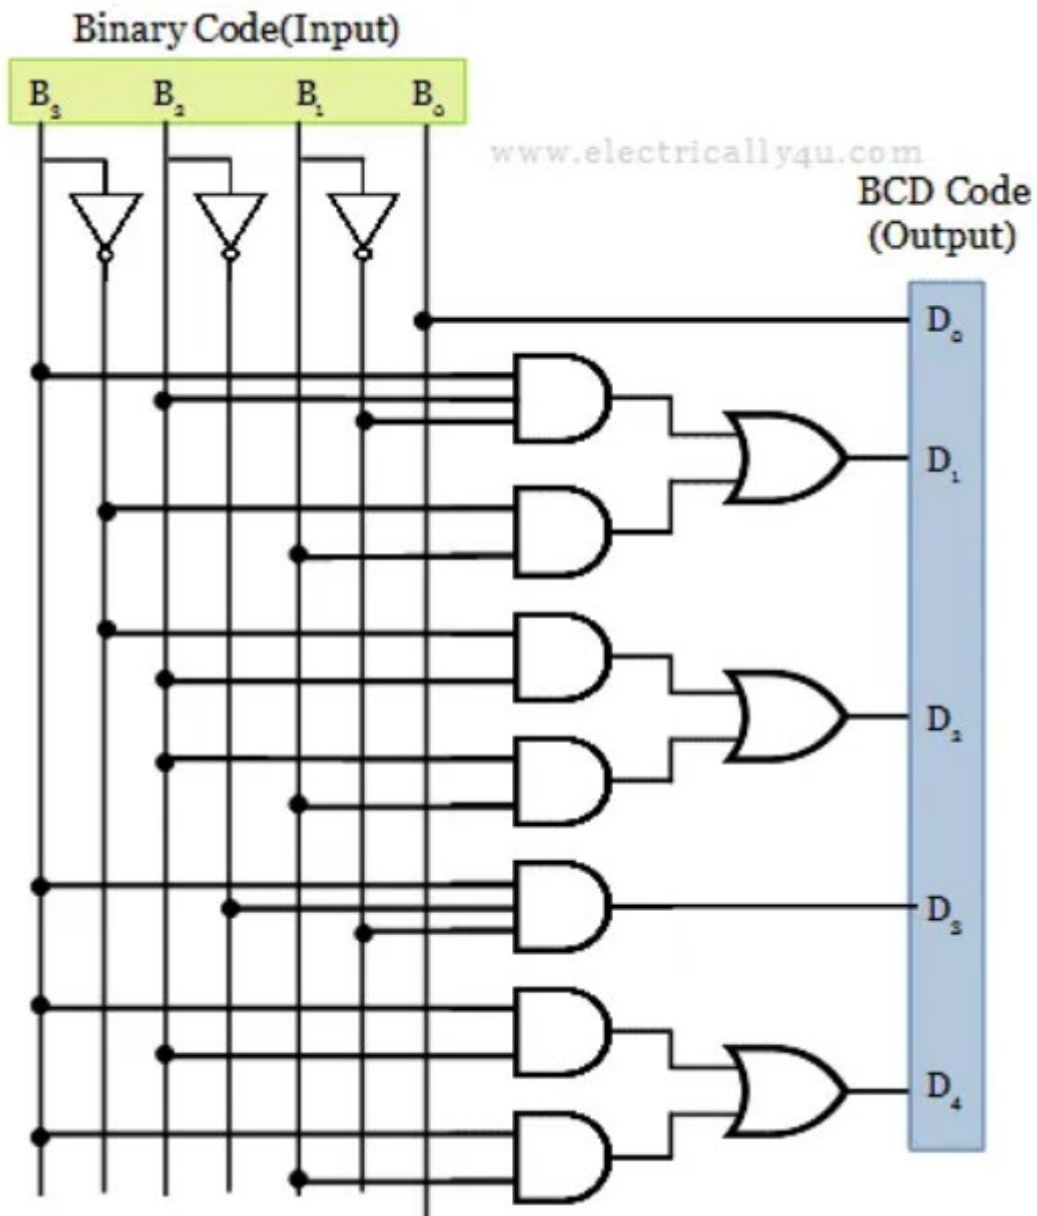 Binary Code(Input)
B₃ B₂ B₁ B₀
www.electrically4u.com
BCD Code
(Output)
D₀
D₁
D₂
D₃
D₄